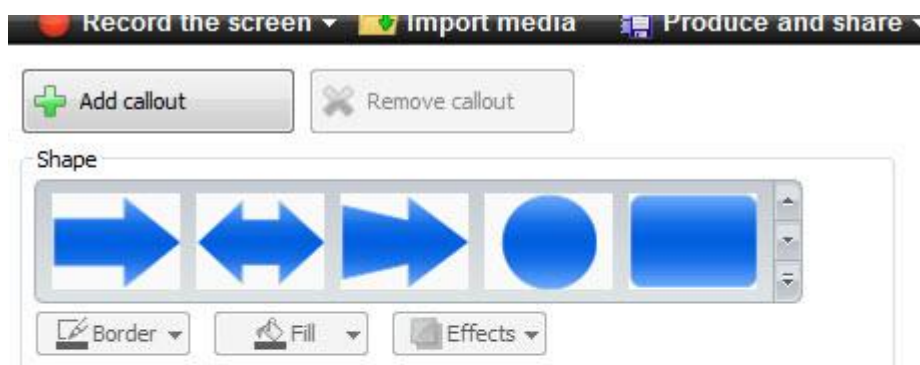 Record the screen Import media Produce and share
Add callout Remove callout
Shape
Border Fill Effects